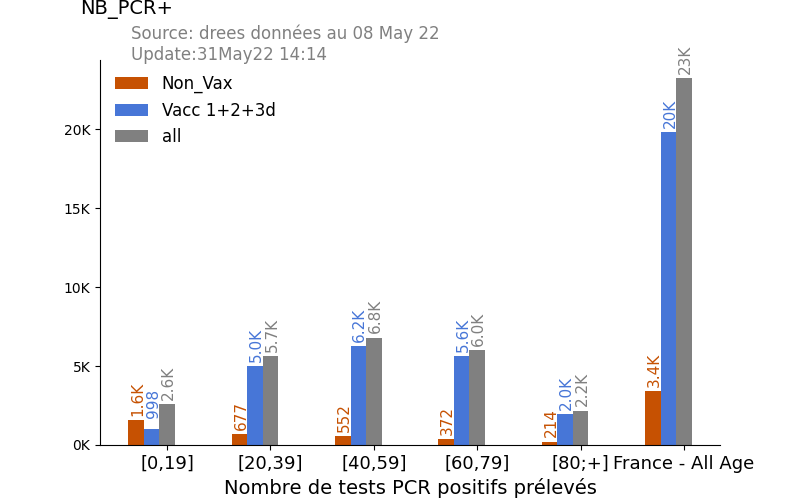 NB_PCR+
Source: drees données au 08 May 22
Update:31May22 14:14
Non_Vax
Vacc 1+2+3d
all
20K
15K
10K
5K
0K
1.6K 998 2.6K
677 5.0K 5.7K
552 6.2K 6.8K
372 5.6K 6.0K
214 2.0K 2.2K
3.4K 20K 23K
[0,19] [20,39] [40,59] [60,79] [80;+] France - All Age
Nombre de tests PCR positifs prélevés